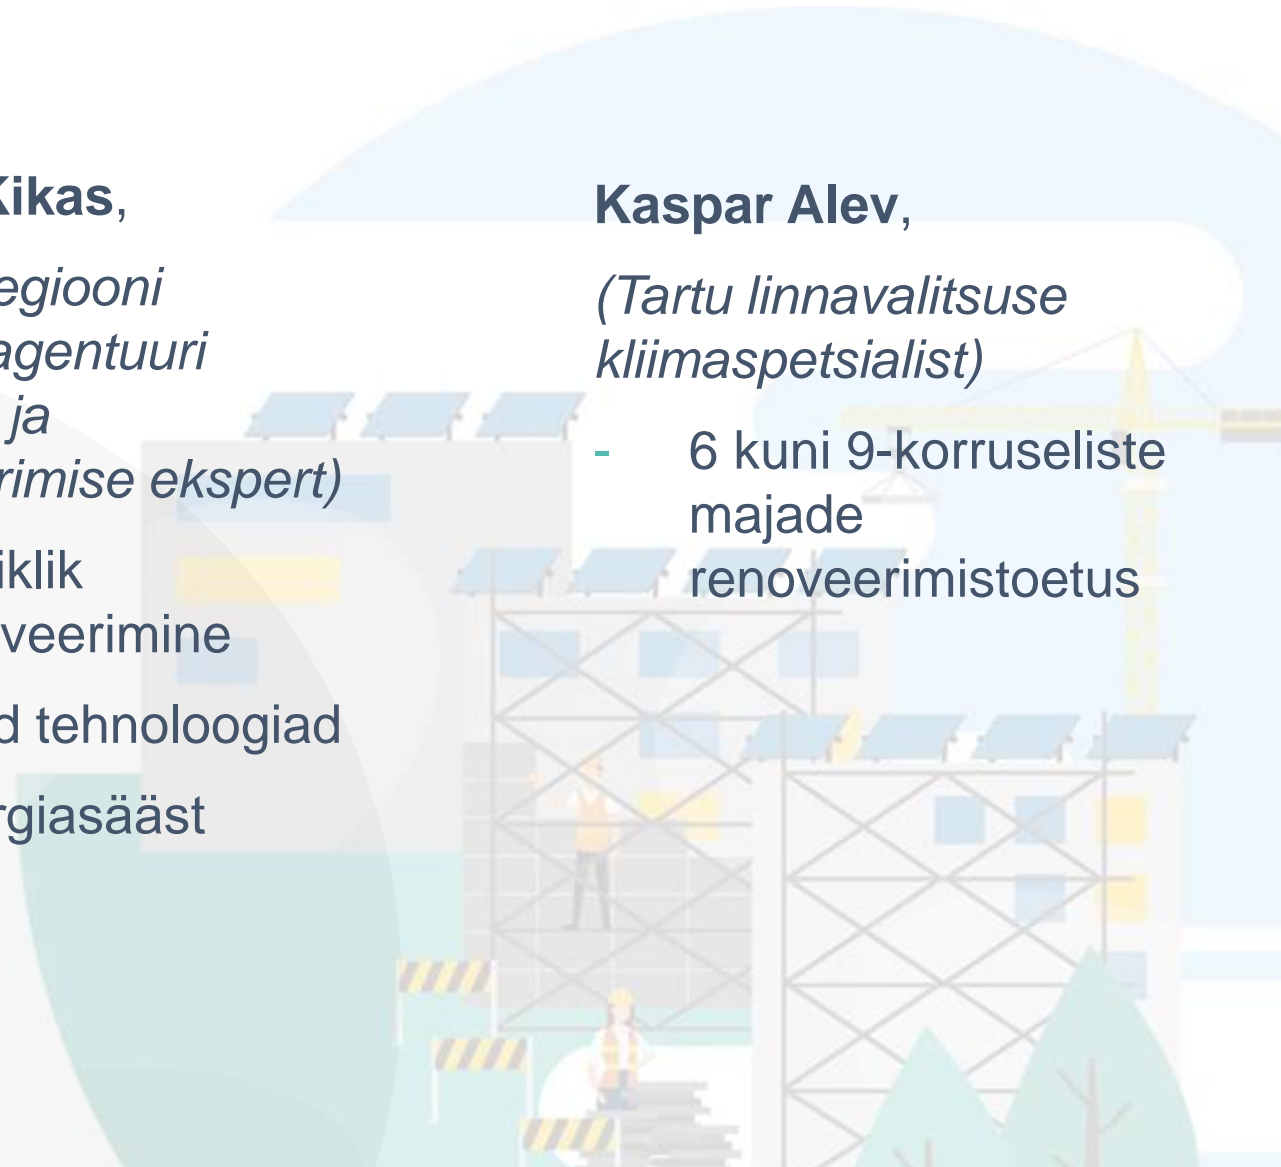 Kikas,
egiooni
agentuuri
ja
rimise ekspert)
iklik
veerimine
d tehnoloogiad
rgiasääst
Kaspar Alev,
(Tartu linnavalitsuse
kliimaspetsialist)
- 6 kuni 9-korruseliste
majade
renoveerimistoetus